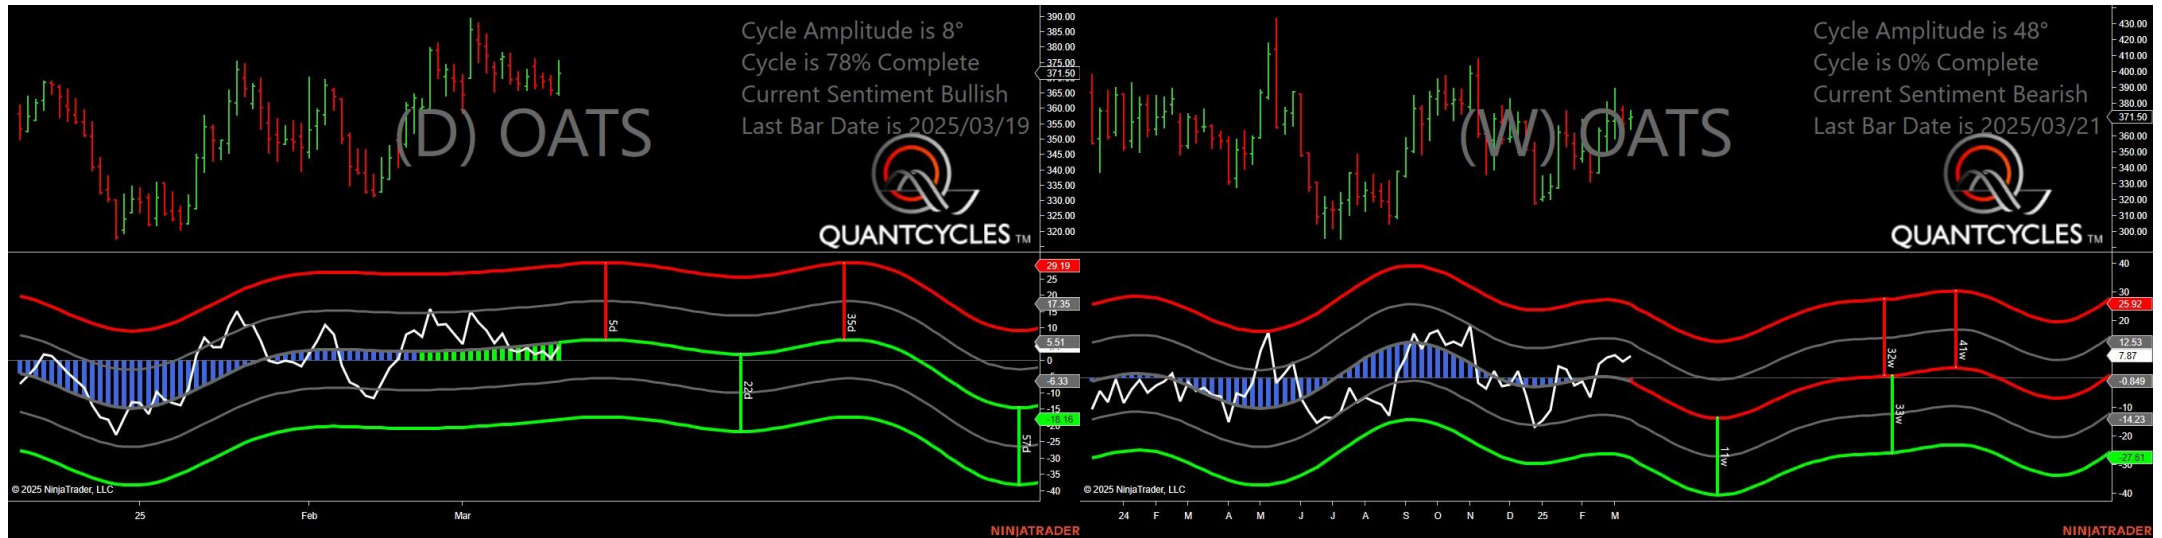 Cycle Amplitude is 8°
Cycle is 78% Complete
Current Sentiment Bullish
Last Bar Date is 2025/03/19
(D) OATS
QUANTCYCLES TM
390.00
385.00
380.00
375.00
371.50
365.00
360.00
355.00
350.00
345.00
340.00
335.00
330.00
325.00
320.00
29.19
25
20
17.35
15
10
5.51
0
-6.33
-10
-15
-18.16
-25
-30
-35
-40
5d
35d
22d
57d
© 2025 NinjaTrader, LLC
25
Feb
Mar
NINJATRADER
Cycle Amplitude is 48°
Cycle is 0% Complete
Current Sentiment Bearish
Last Bar Date is 2025/03/21
(W) OATS
QUANTCYCLES TM
430.00
420.00
410.00
400.00
390.00
380.00
371.50
360.00
350.00
340.00
330.00
320.00
310.00
300.00
40
30
25.92
20
12.53
7.87
-0.849
-10
-14.23
-20
-27.61
-30
-40
32w
41w
33w
11w
© 2025 NinjaTrader, LLC
24
F
M
A
M
J
J
A
S
O
N
D
25
F
M
NINJATRADER